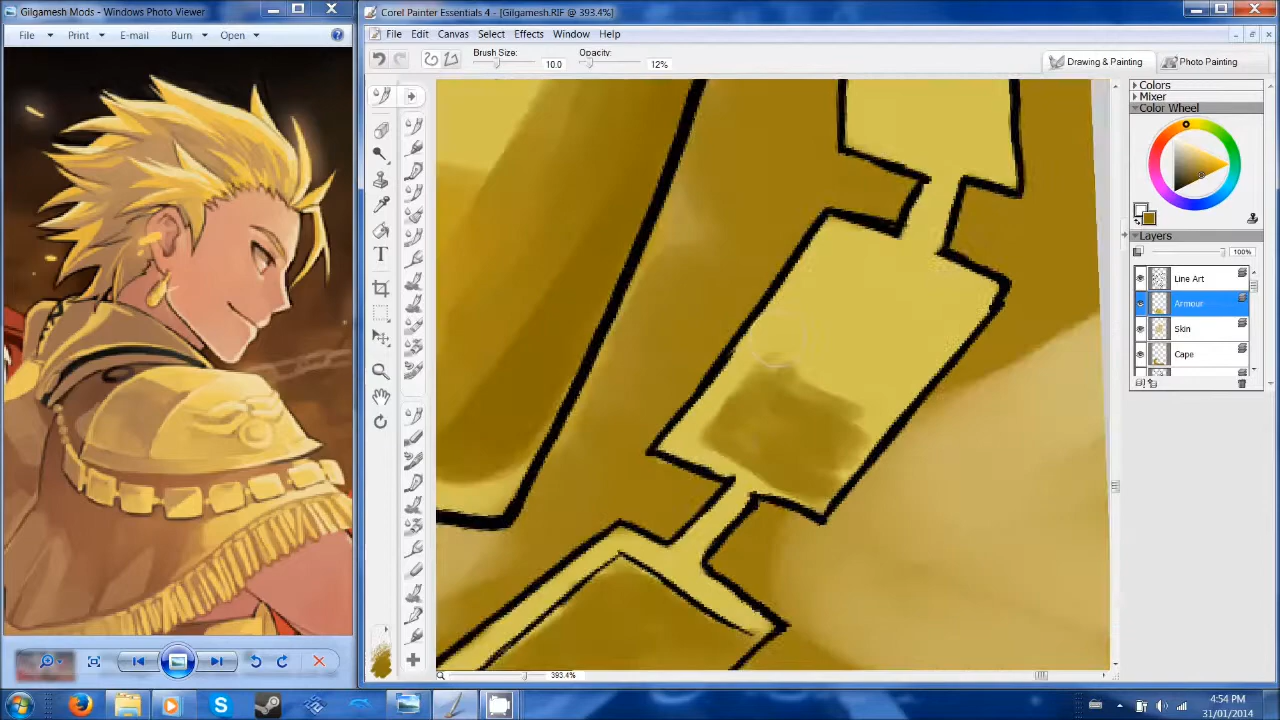 Gilgamesh Mods - Windows Photo Viewer
File Print E-mail Burn Open
Corel Painter Essentials 4 - [Gilgamesh.RIF @ 393.4%]
File Edit Canvas Select Effects Window Help
Brush Size: 10.0 Opacity: 12%
Drawing & Painting Photo Painting
Colors
Mixer
Color Wheel
Layers
100%
Line Art
Armour
Skin
Cape
393.4%
4:54 PM
31/01/2014